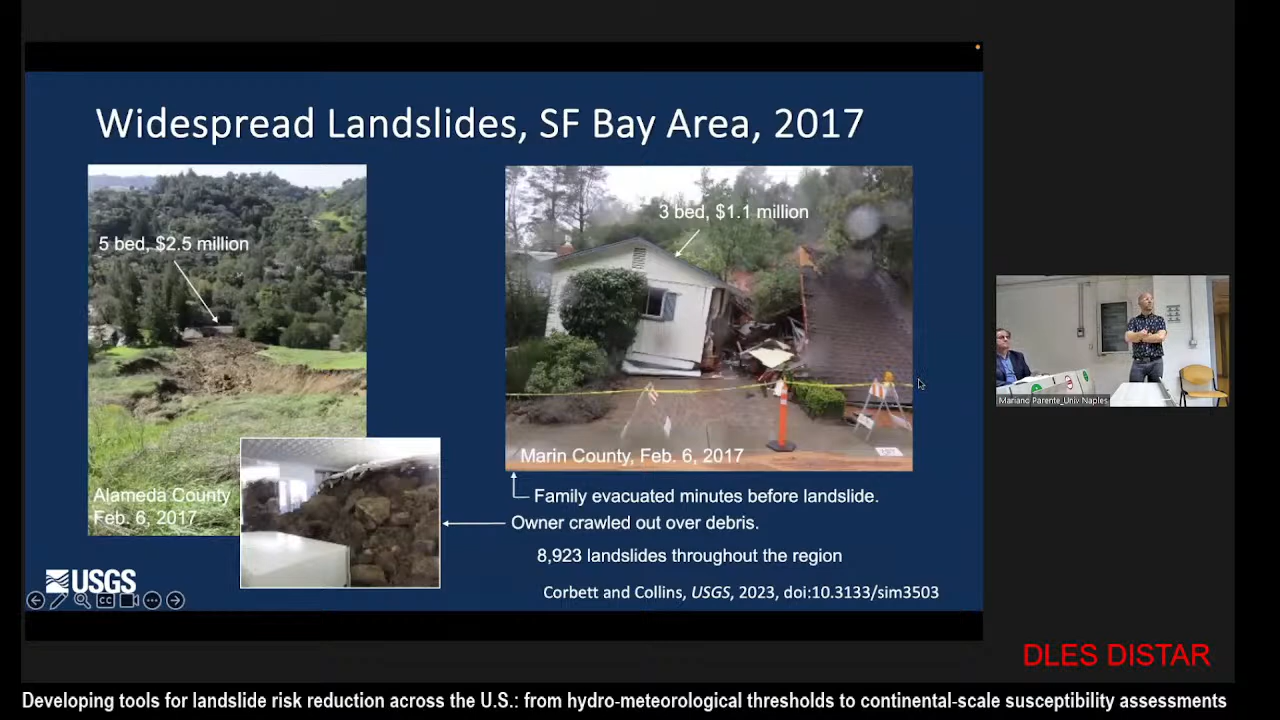 Widespread Landslides, SF Bay Area, 2017
5 bed, $2.5 million
Alameda County
Feb. 6, 2017
3 bed, $1.1 million
Marin County, Feb. 6, 2017
Family evacuated minutes before landslide.
Owner crawled out over debris.
8,923 landslides throughout the region
Corbett and Collins, USGS, 2023, doi:10.3133/sim3503
USGS
CC
Mariano Parente_Univ Naples
DLES DISTAR
Developing tools for landslide risk reduction across the U.S.: from hydro-meteorological thresholds to continental-scale susceptibility assessments